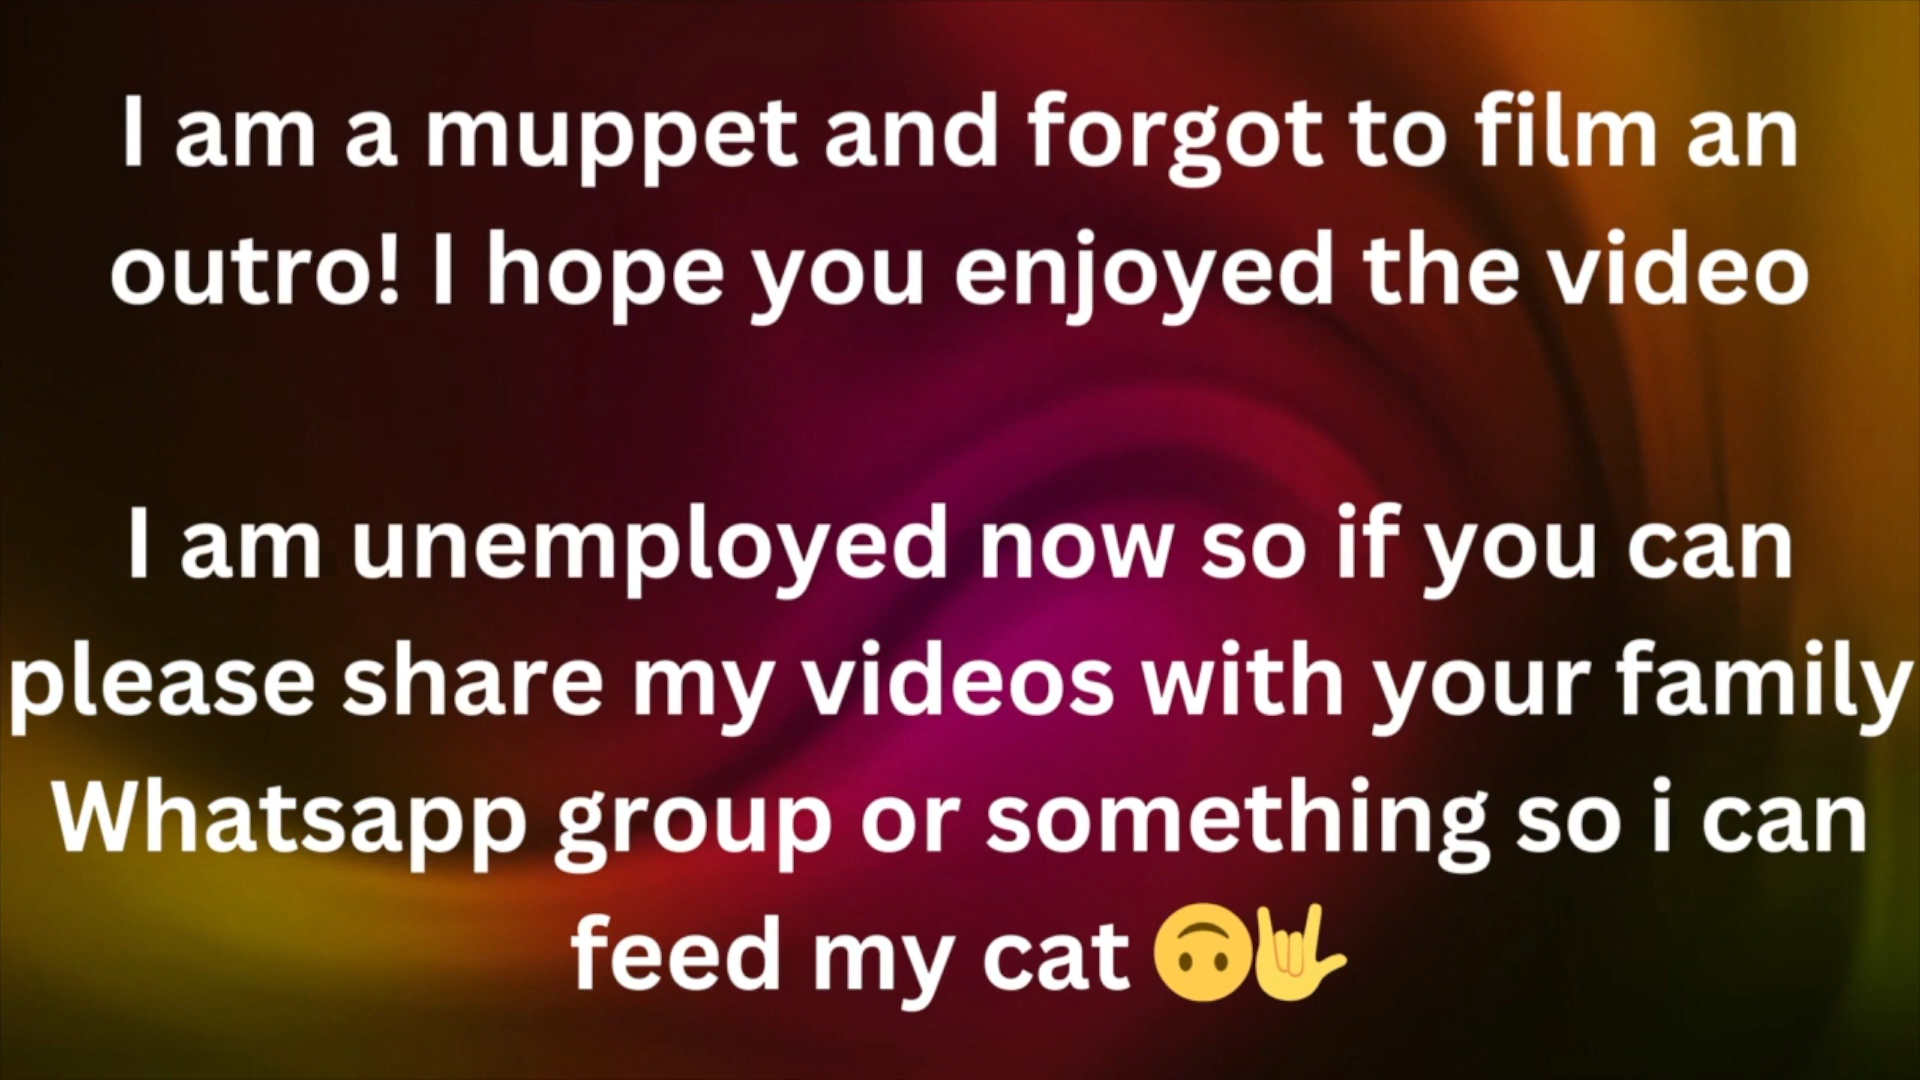 I am a muppet and forgot to film an
outro! I hope you enjoyed the video
I am unemployed now so if you can
please share my videos with your family
Whatsapp group or something so i can
feed my cat 🙃🤟